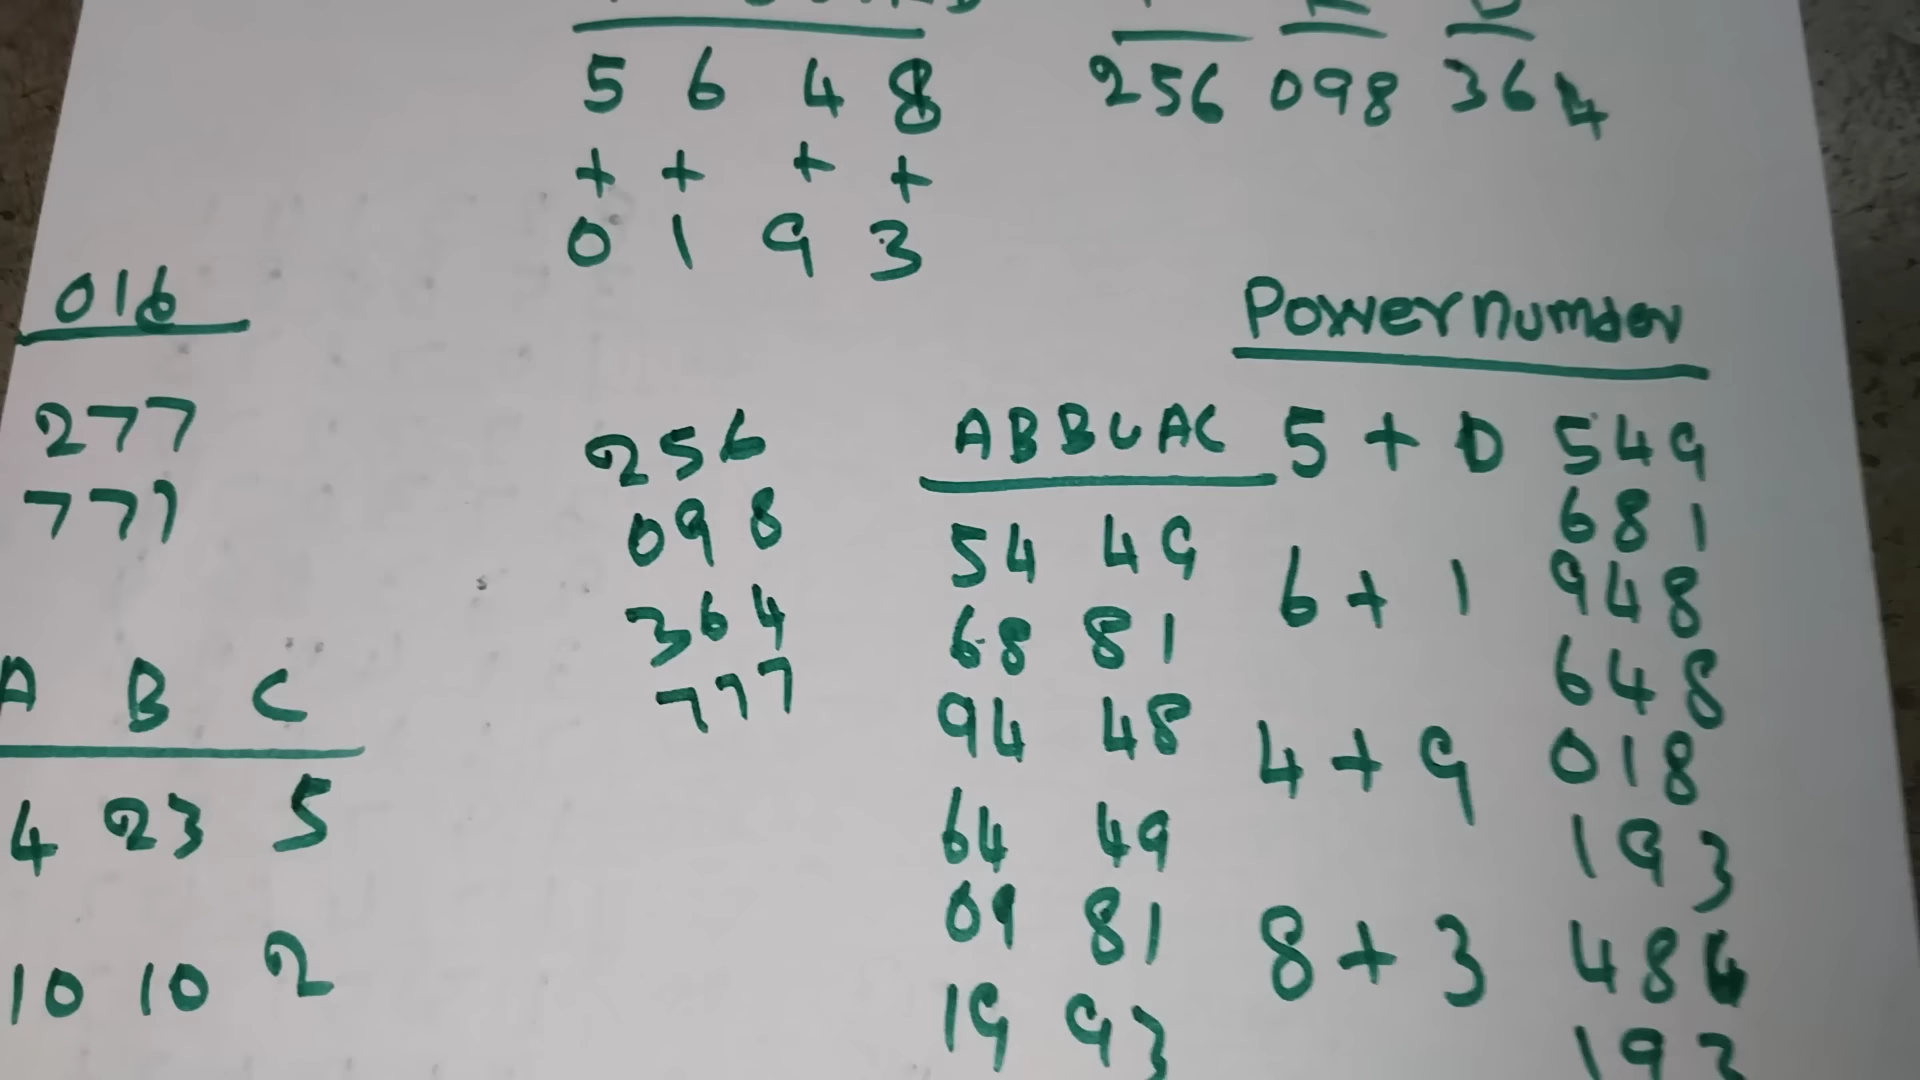 5 6 4 8
+ + + +
0 1 9 3
256 098 364
016
277
777
A B C
4 23 5
10 10 2
256
098
364
777
ABBCAC
54 49
68 81
94 48
64 49
09 81
19 93
Powernumber
5 + 0
6 + 1
4 + 9
8 + 3
549
681
948
648
018
193
484
193